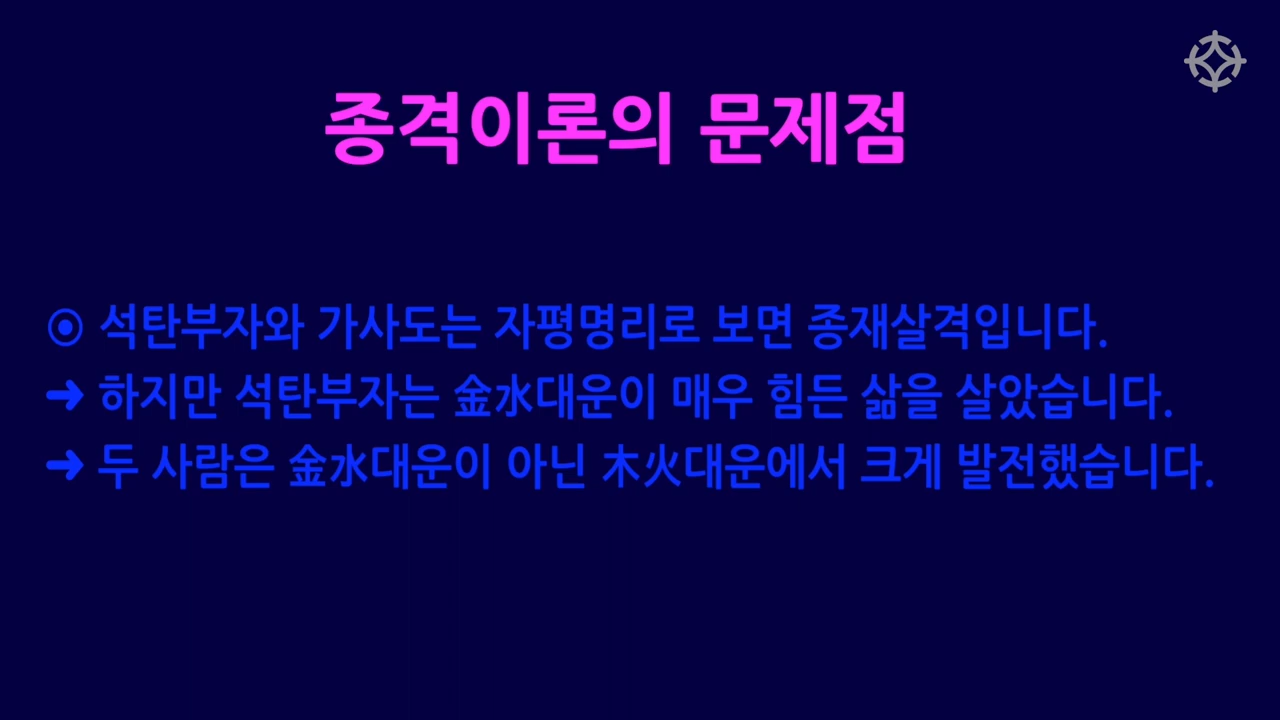 종격이론의 문제점
⊙ 석탄부자와 가사도는 자평명리로 보면 종재살격입니다.
➜ 하지만 석탄부자는 金水대운이 매우 힘든 삶을 살았습니다.
➜ 두 사람은 金水대운이 아닌 木火대운에서 크게 발전했습니다.